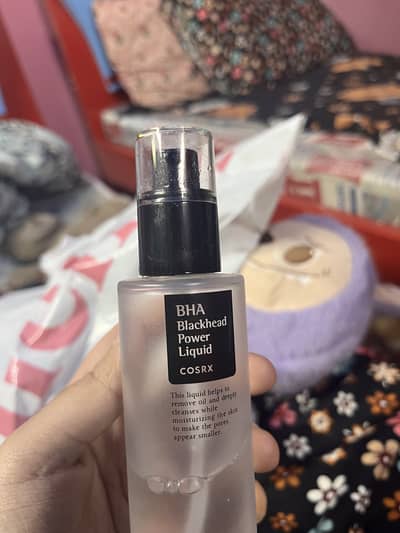 BHA
Blackhead
Power
Liquid
COSRX
This liquid helps to
remove oil and deeply
cleanses while
moisturizing the skin
to make the pores
appear smaller.